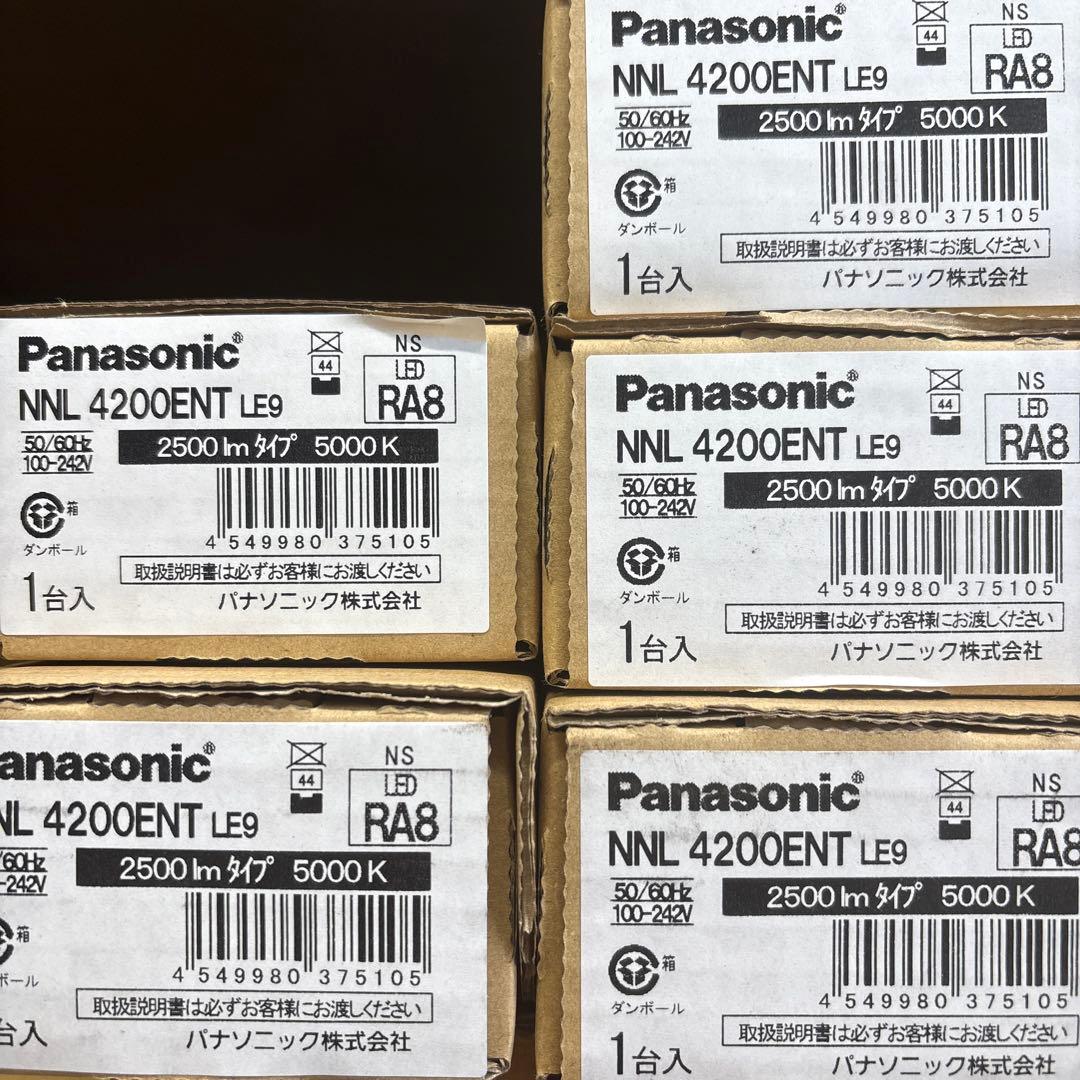 Panasonic®
NNL 4200ENT LE9
44
NS
LED
RA8
50/60Hz
100-242V
2500 lm タイプ 5000 K
箱
ダンボール
4 549980 375105
取扱説明書は必ずお客様にお渡しください
1台入
パナソニック株式会社
Panasonic®
NNL 4200ENT LE9
44
NS
LED
RA8
50/60Hz
100-242V
2500 lm タイプ 5000 K
箱
ダンボール
4 549980 375105
取扱説明書は必ずお客様にお渡しください
1台入
パナソニック株式会社
Panasonic®
NNL 4200ENT LE9
44
NS
LED
RA8
50/60Hz
100-242V
2500 lm タイプ 5000 K
箱
ダンボール
4 549980 375105
取扱説明書は必ずお客様にお渡しください
1台入
パナソニック株式会社
anasonic®
NL 4200ENT LE9
44
NS
LED
RA8
/60Hz
-242V
2500 lm タイプ 5000 K
箱
ボール
4 549980 375105
取扱説明書は必ずお客様にお渡しください
台入
パナソニック株式会社
Panasonic®
NNL 4200ENT LE9
44
NS
LED
RA8
50/60Hz
100-242V
2500 lm タイプ 5000 K
箱
ダンボール
4 549980 375105
取扱説明書は必ずお客様にお渡しください
1台入
パナソニック株式会社